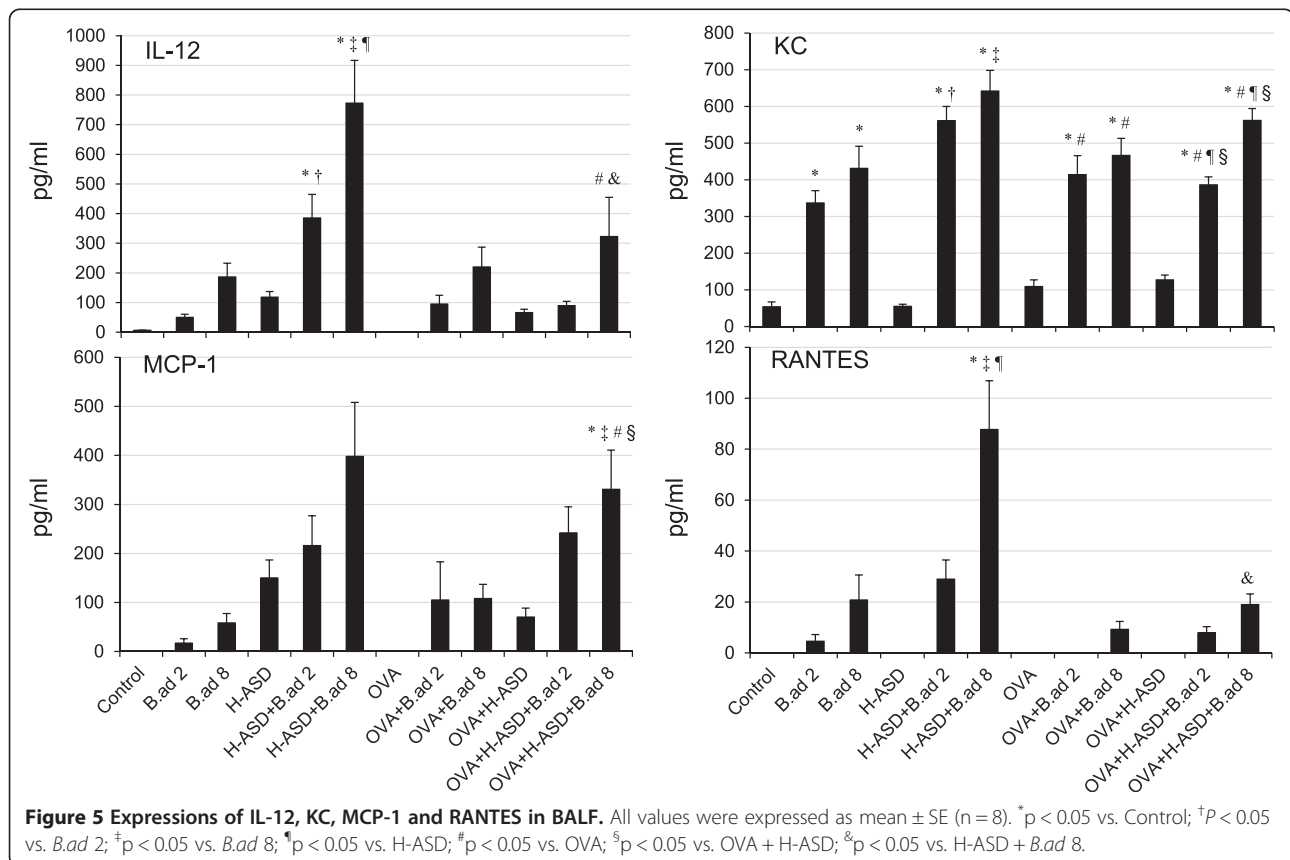 IL-12
1000
900
800
700
600
500
400
300
200
100
0
pg/ml
* † 
* ‡ ¶
# &
KC
800
700
600
500
400
300
200
100
0
pg/ml
*
*
* †
* ‡
* #
* #
* # ¶ §
* # ¶ §
MCP-1
600
500
400
300
200
100
0
pg/ml
* ‡ # §
Control
B.ad 2
B.ad 8
H-ASD
H-ASD+B.ad 2
H-ASD+B.ad 8
OVA
OVA+B.ad 2
OVA+B.ad 8
OVA+H-ASD
OVA+H-ASD+B.ad 2
OVA+H-ASD+B.ad 8
RANTES
120
100
80
60
40
20
0
pg/ml
* ‡ ¶
&
Control
B.ad 2
B.ad 8
H-ASD
H-ASD+B.ad 2
H-ASD+B.ad 8
OVA
OVA+B.ad 2
OVA+B.ad 8
OVA+H-ASD
OVA+H-ASD+B.ad 2
OVA+H-ASD+B.ad 8
Figure 5 Expressions of IL-12, KC, MCP-1 and RANTES in BALF. All values were expressed as mean ± SE (n = 8). *p < 0.05 vs. Control; †P < 0.05
vs. B.ad 2; ‡p < 0.05 vs. B.ad 8; ¶p < 0.05 vs. H-ASD; #p < 0.05 vs. OVA; §p < 0.05 vs. OVA + H-ASD; &p < 0.05 vs. H-ASD + B.ad 8.